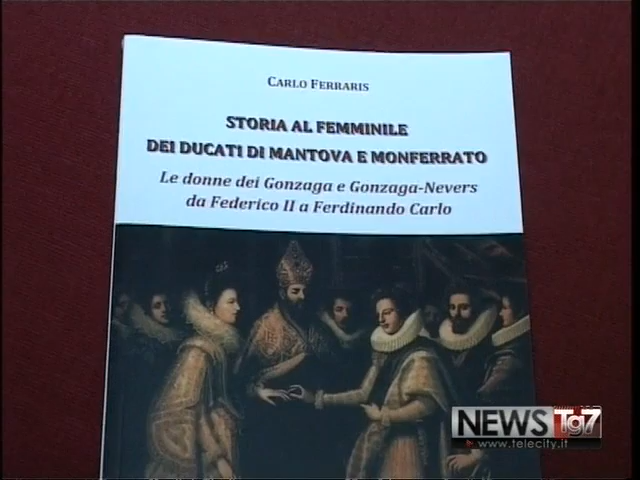 CARLO FERRARIS
STORIA AL FEMMINILE
DEI DUCATI DI MANTOVA E MONFERRATO
Le donne dei Gonzaga e Gonzaga-Nevers
da Federico II a Ferdinando Carlo
NEWS Tg7
www.telecity.it